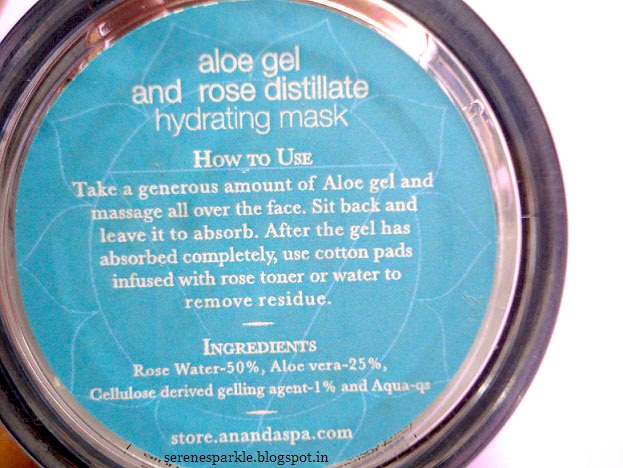 aloe gel
and rose distillate
hydrating mask
How to Use
Take a generous amount of Aloe gel and
massage all over the face. Sit back and
leave it to absorb. After the gel has
absorbed completely, use cotton pads
infused with rose toner or water to
remove residue.
Ingredients
Rose Water-50%, Aloe vera-25%,
Cellulose derived gelling agent-1% and Aqua-qs
store.anandaspa.com
serenesparkle.blogspot.in